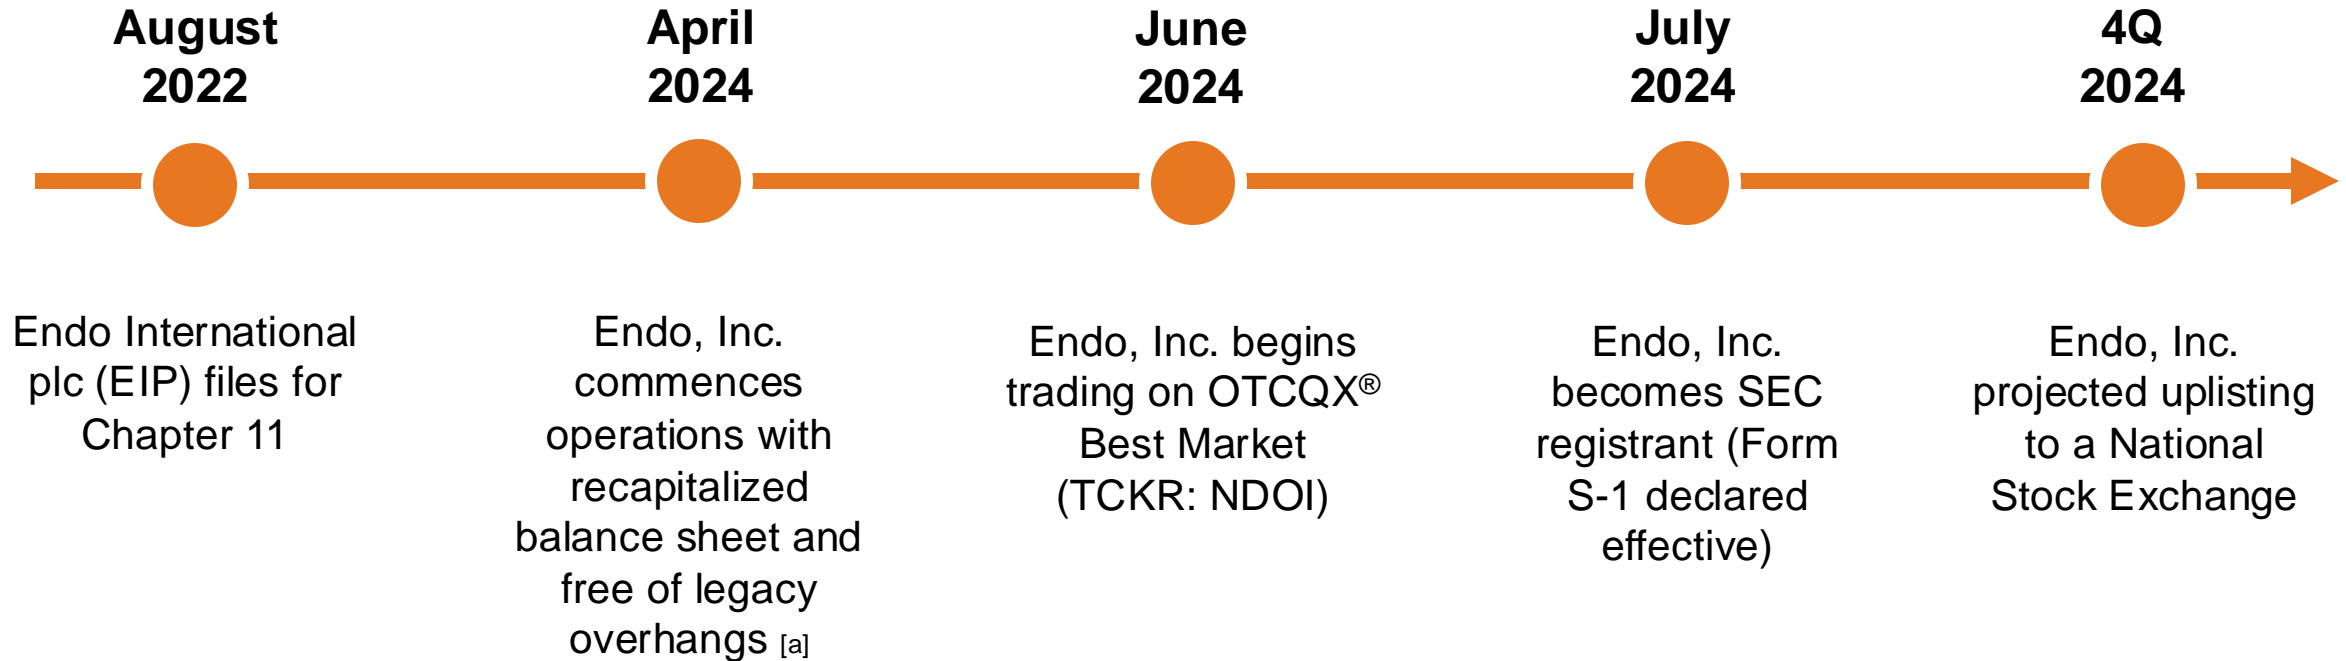 August
2022
April
2024
June
2024
July
2024
4Q
2024
Endo International
plc (EIP) files for
Chapter 11
Endo, Inc.
commences
operations with
recapitalized
balance sheet and
free of legacy
overhangs [a]
Endo, Inc. begins
trading on OTCQX®
Best Market
(TCKR: NDOI)
Endo, Inc.
becomes SEC
registrant (Form
S-1 declared
effective)
Endo, Inc.
projected uplisting
to a National
Stock Exchange